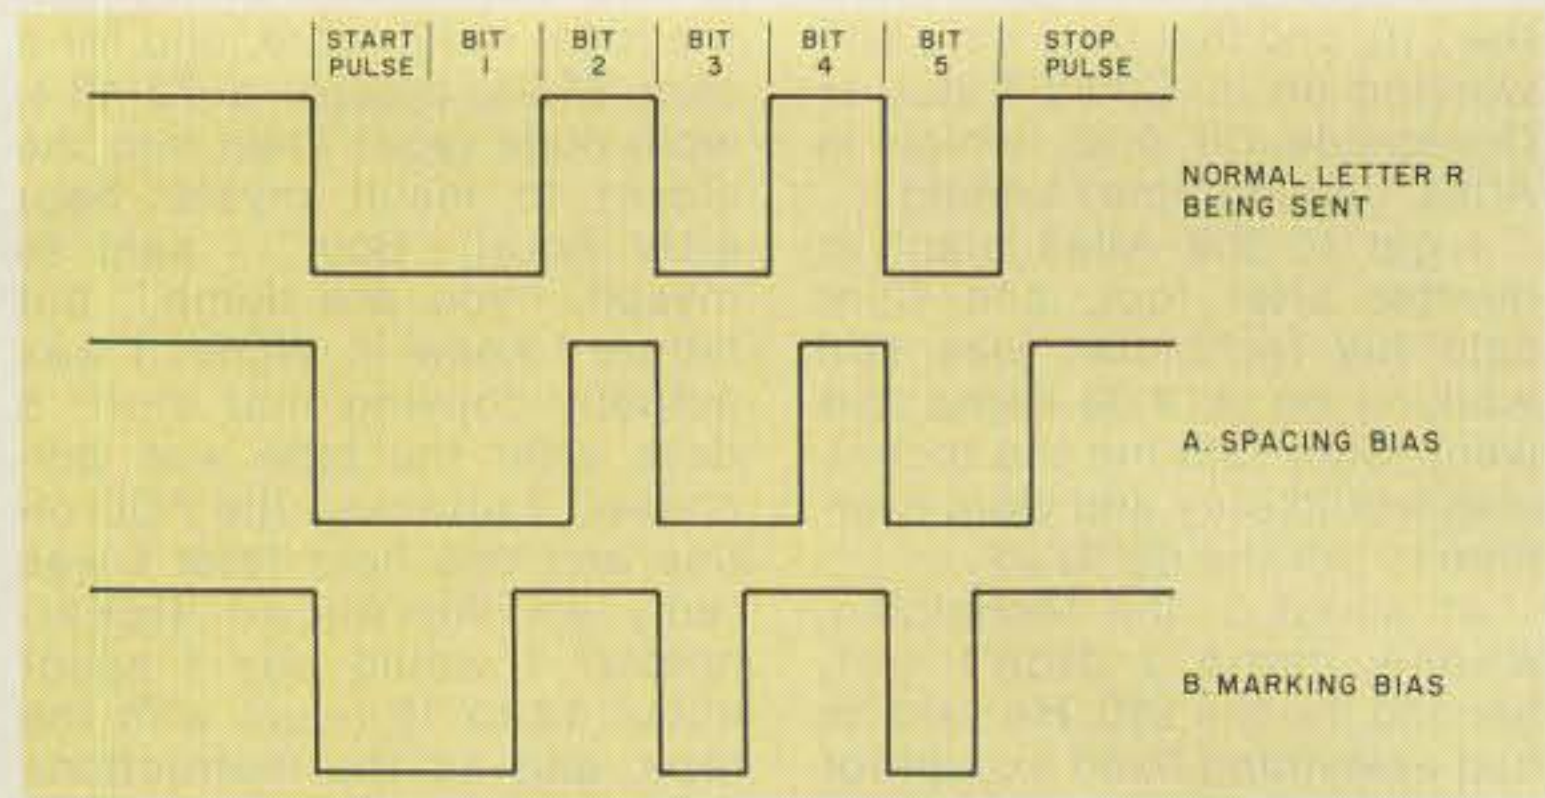 START PULSE
BIT 1
BIT 2
BIT 3
BIT 4
BIT 5
STOP PULSE
NORMAL LETTER R
BEING SENT
A. SPACING BIAS
B. MARKING BIAS